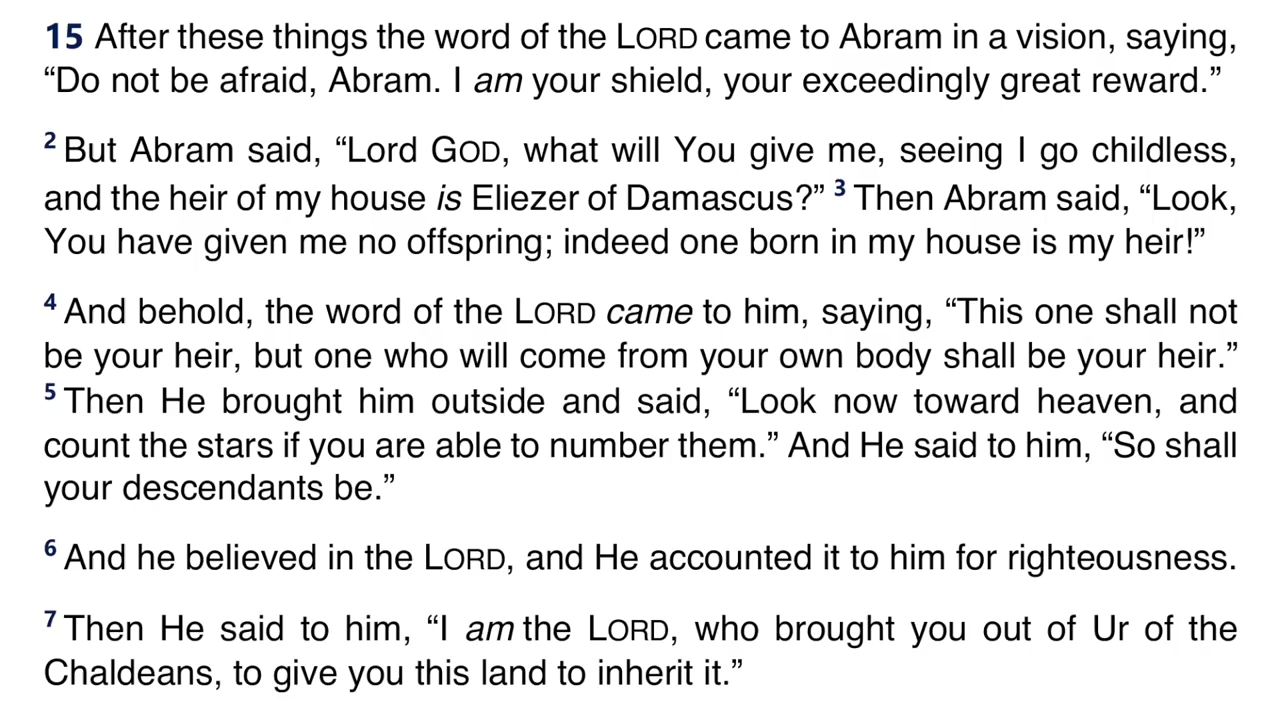 15 After these things the word of the LORD came to Abram in a vision, saying,
“Do not be afraid, Abram. I am your shield, your exceedingly great reward.”
2 But Abram said, “Lord GOD, what will You give me, seeing I go childless,
and the heir of my house is Eliezer of Damascus?” 3 Then Abram said, “Look,
You have given me no offspring; indeed one born in my house is my heir!”
4 And behold, the word of the LORD came to him, saying, “This one shall not
be your heir, but one who will come from your own body shall be your heir.”
5 Then He brought him outside and said, “Look now toward heaven, and
count the stars if you are able to number them.” And He said to him, “So shall
your descendants be.”
6 And he believed in the LORD, and He accounted it to him for righteousness.
7 Then He said to him, “I am the LORD, who brought you out of Ur of the
Chaldeans, to give you this land to inherit it.”